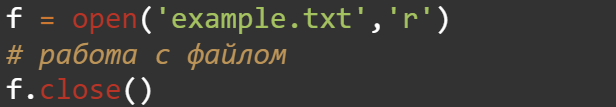 f = open('example.txt','r')
# работа с файлом
f.close()